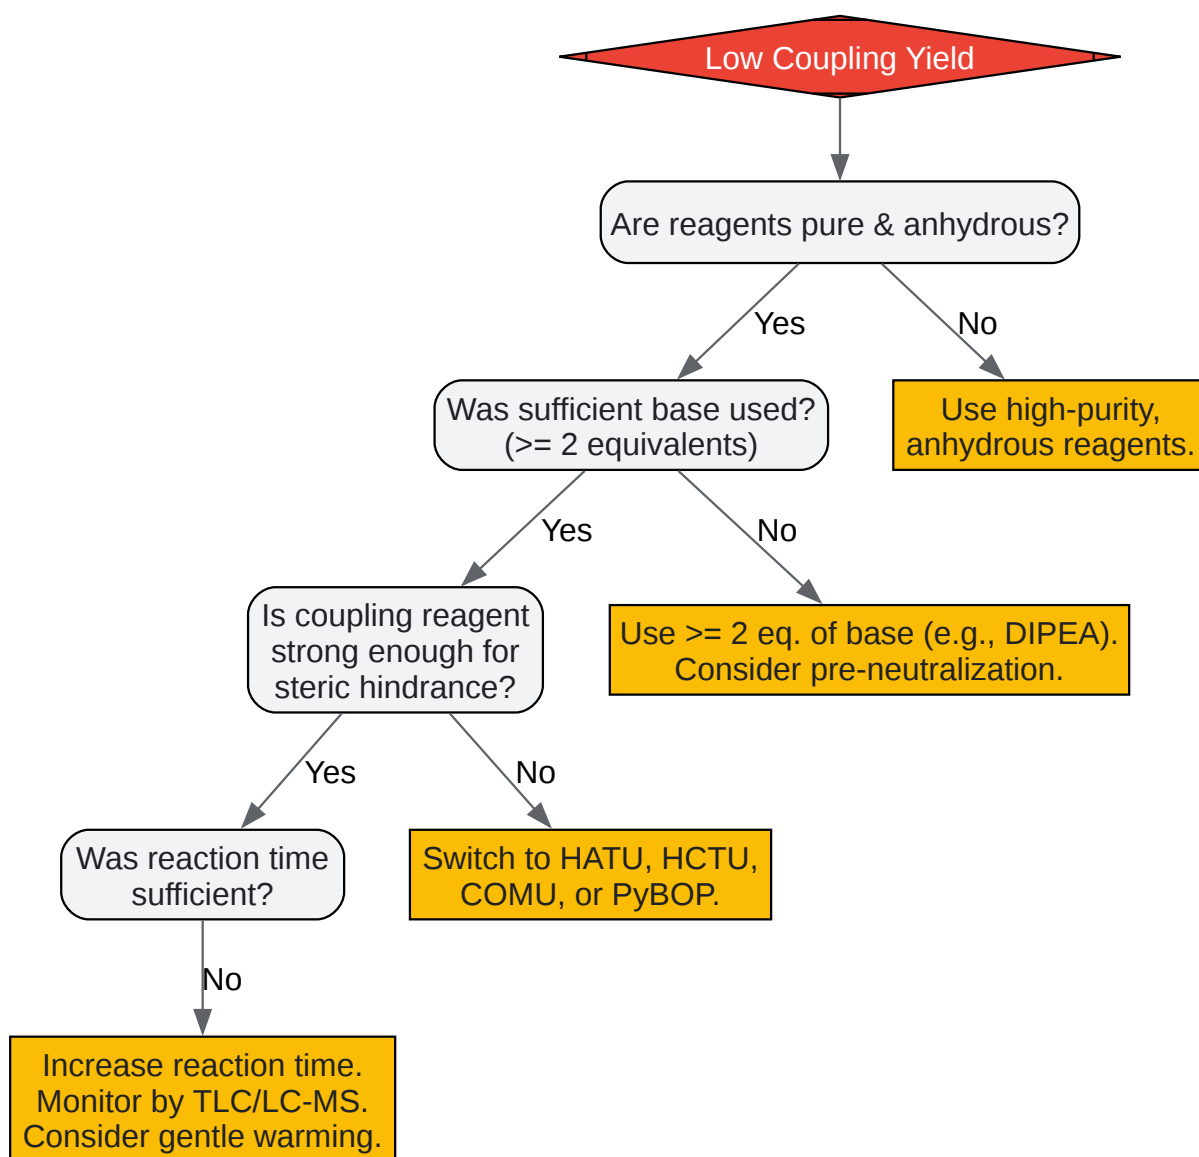 Low Coupling Yield
Are reagents pure & anhydrous?
Yes
No
Was sufficient base used?
(>= 2 equivalents)
Use high-purity,
anhydrous reagents.
Yes
No
Is coupling reagent
strong enough for
steric hindrance?
Use >= 2 eq. of base (e.g., DIPEA).
Consider pre-neutralization.
Yes
No
Was reaction time
sufficient?
Switch to HATU, HCTU,
COMU, or PyBOP.
No
Increase reaction time.
Monitor by TLC/LC-MS.
Consider gentle warming.